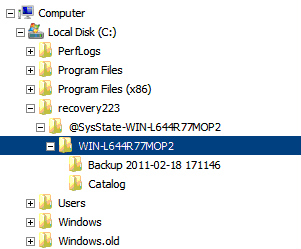 Computer
Local Disk (C:)
PerfLogs
Program Files
Program Files (x86)
recovery223
@SysState-WIN-L644R77MOP2
WIN-L644R77MOP2
Backup 2011-02-18 171146
Catalog
Users
Windows
Windows.old